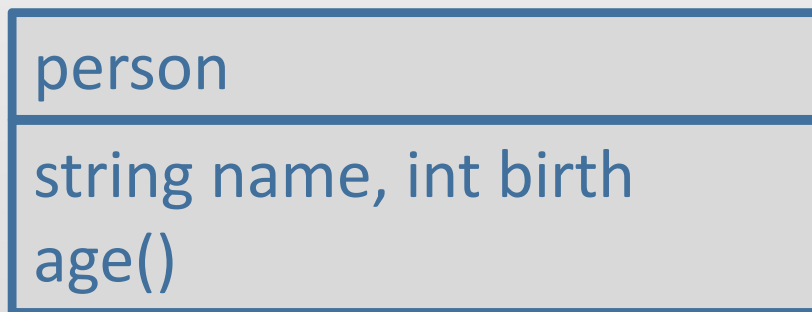 person
string name, int birth
age()